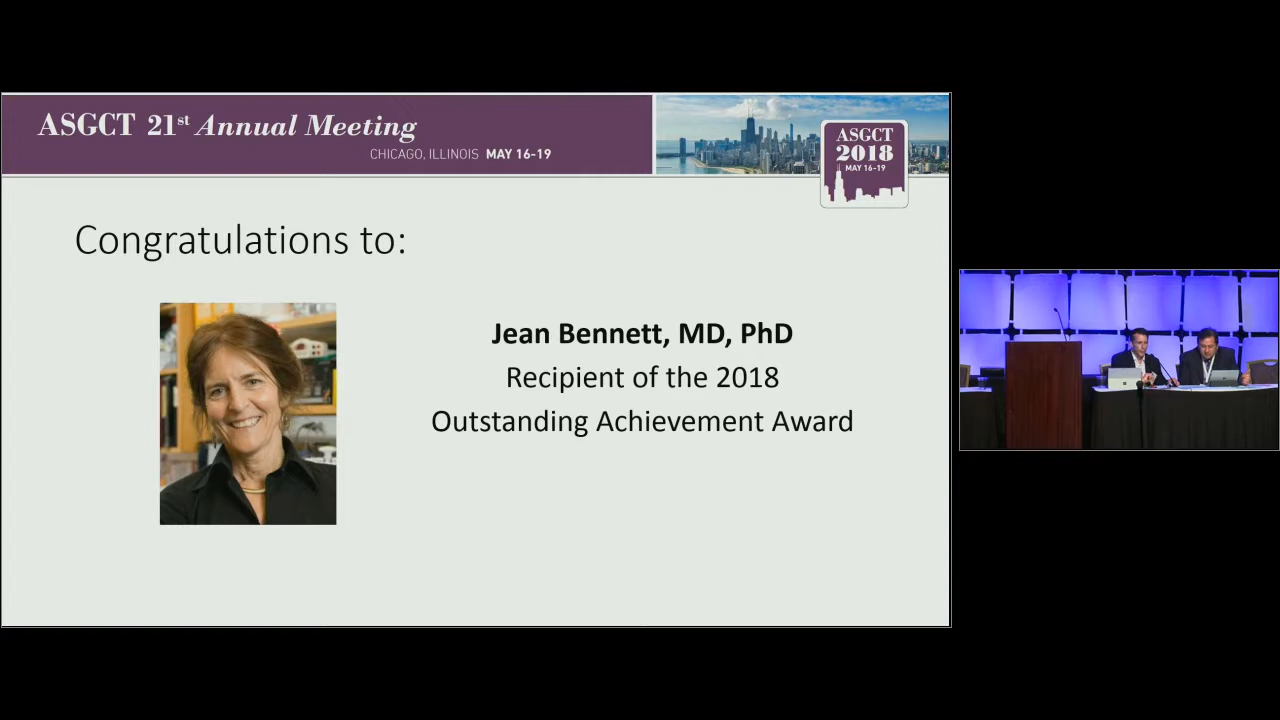 ASGCT 21st Annual Meeting
CHICAGO, ILLINOIS MAY 16-19
ASGCT
2018
MAY 16-19
Congratulations to:
Jean Bennett, MD, PhD
Recipient of the 2018
Outstanding Achievement Award